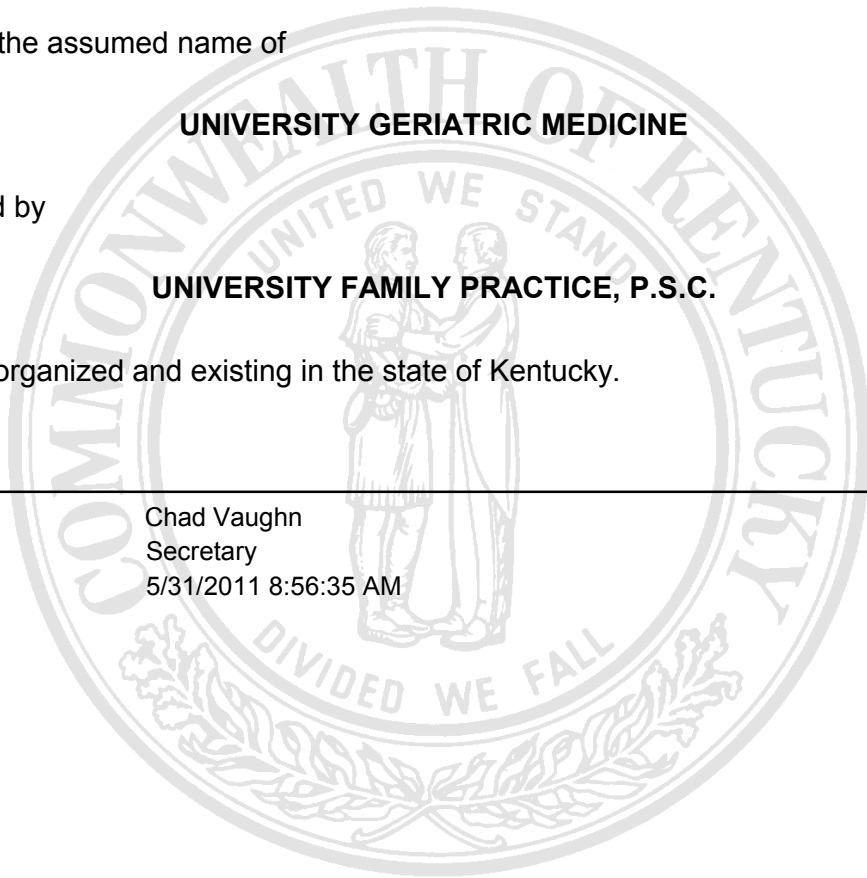 the assumed name of
UNIVERSITY GERIATRIC MEDICINE
d by
UNIVERSITY FAMILY PRACTICE, P.S.C.
organized and existing in the state of Kentucky.
Chad Vaughn
Secretary
5/31/2011 8:56:35 AM
COMMONWEALTH OF KENTUCKY
UNITED WE STAND
DIVIDED WE FALL